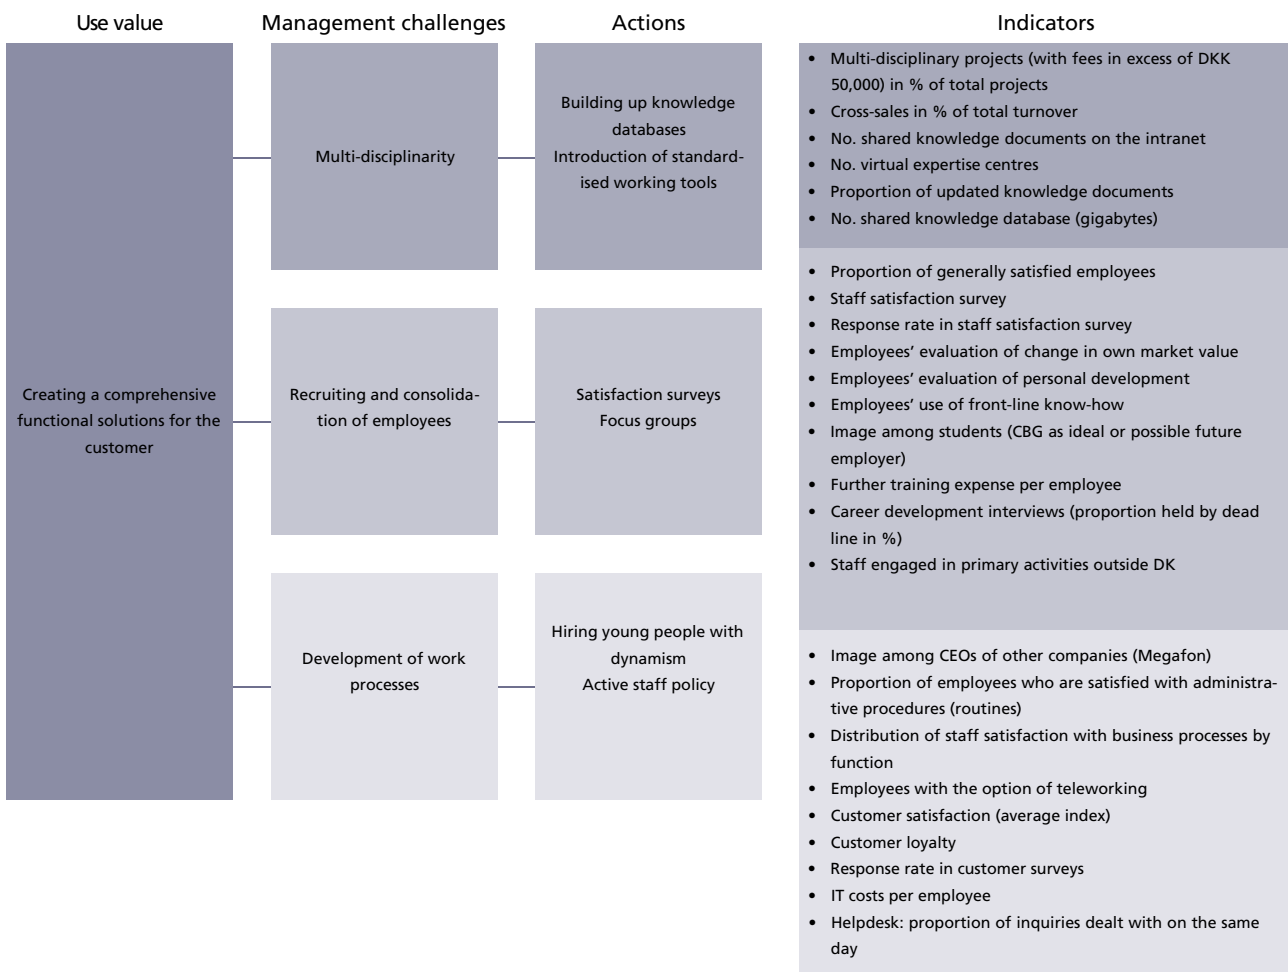 Use value
Management challenges
Actions
Indicators
Creating a comprehensive
functional solutions for the
customer
Multi-disciplinarity
Building up knowledge
databases
Introduction of standard-
ised working tools
• Multi-disciplinary projects (with fees in excess of DKK
50,000) in % of total projects
• Cross-sales in % of total turnover
• No. shared knowledge documents on the intranet
• No. virtual expertise centres
• Proportion of updated knowledge documents
• No. shared knowledge database (gigabytes)
Recruiting and consolida-
tion of employees
Satisfaction surveys
Focus groups
• Proportion of generally satisfied employees
• Staff satisfaction survey
• Response rate in staff satisfaction survey
• Employees’ evaluation of change in own market value
• Employees’ evaluation of personal development
• Employees’ use of front-line know-how
• Image among students (CBG as ideal or possible future
employer)
• Further training expense per employee
• Career development interviews (proportion held by dead
line in %)
• Staff engaged in primary activities outside DK
Development of work
processes
Hiring young people with
dynamism
Active staff policy
• Image among CEOs of other companies (Megafon)
• Proportion of employees who are satisfied with administra-
tive procedures (routines)
• Distribution of staff satisfaction with business processes by
function
• Employees with the option of teleworking
• Customer satisfaction (average index)
• Customer loyalty
• Response rate in customer surveys
• IT costs per employee
• Helpdesk: proportion of inquiries dealt with on the same
day